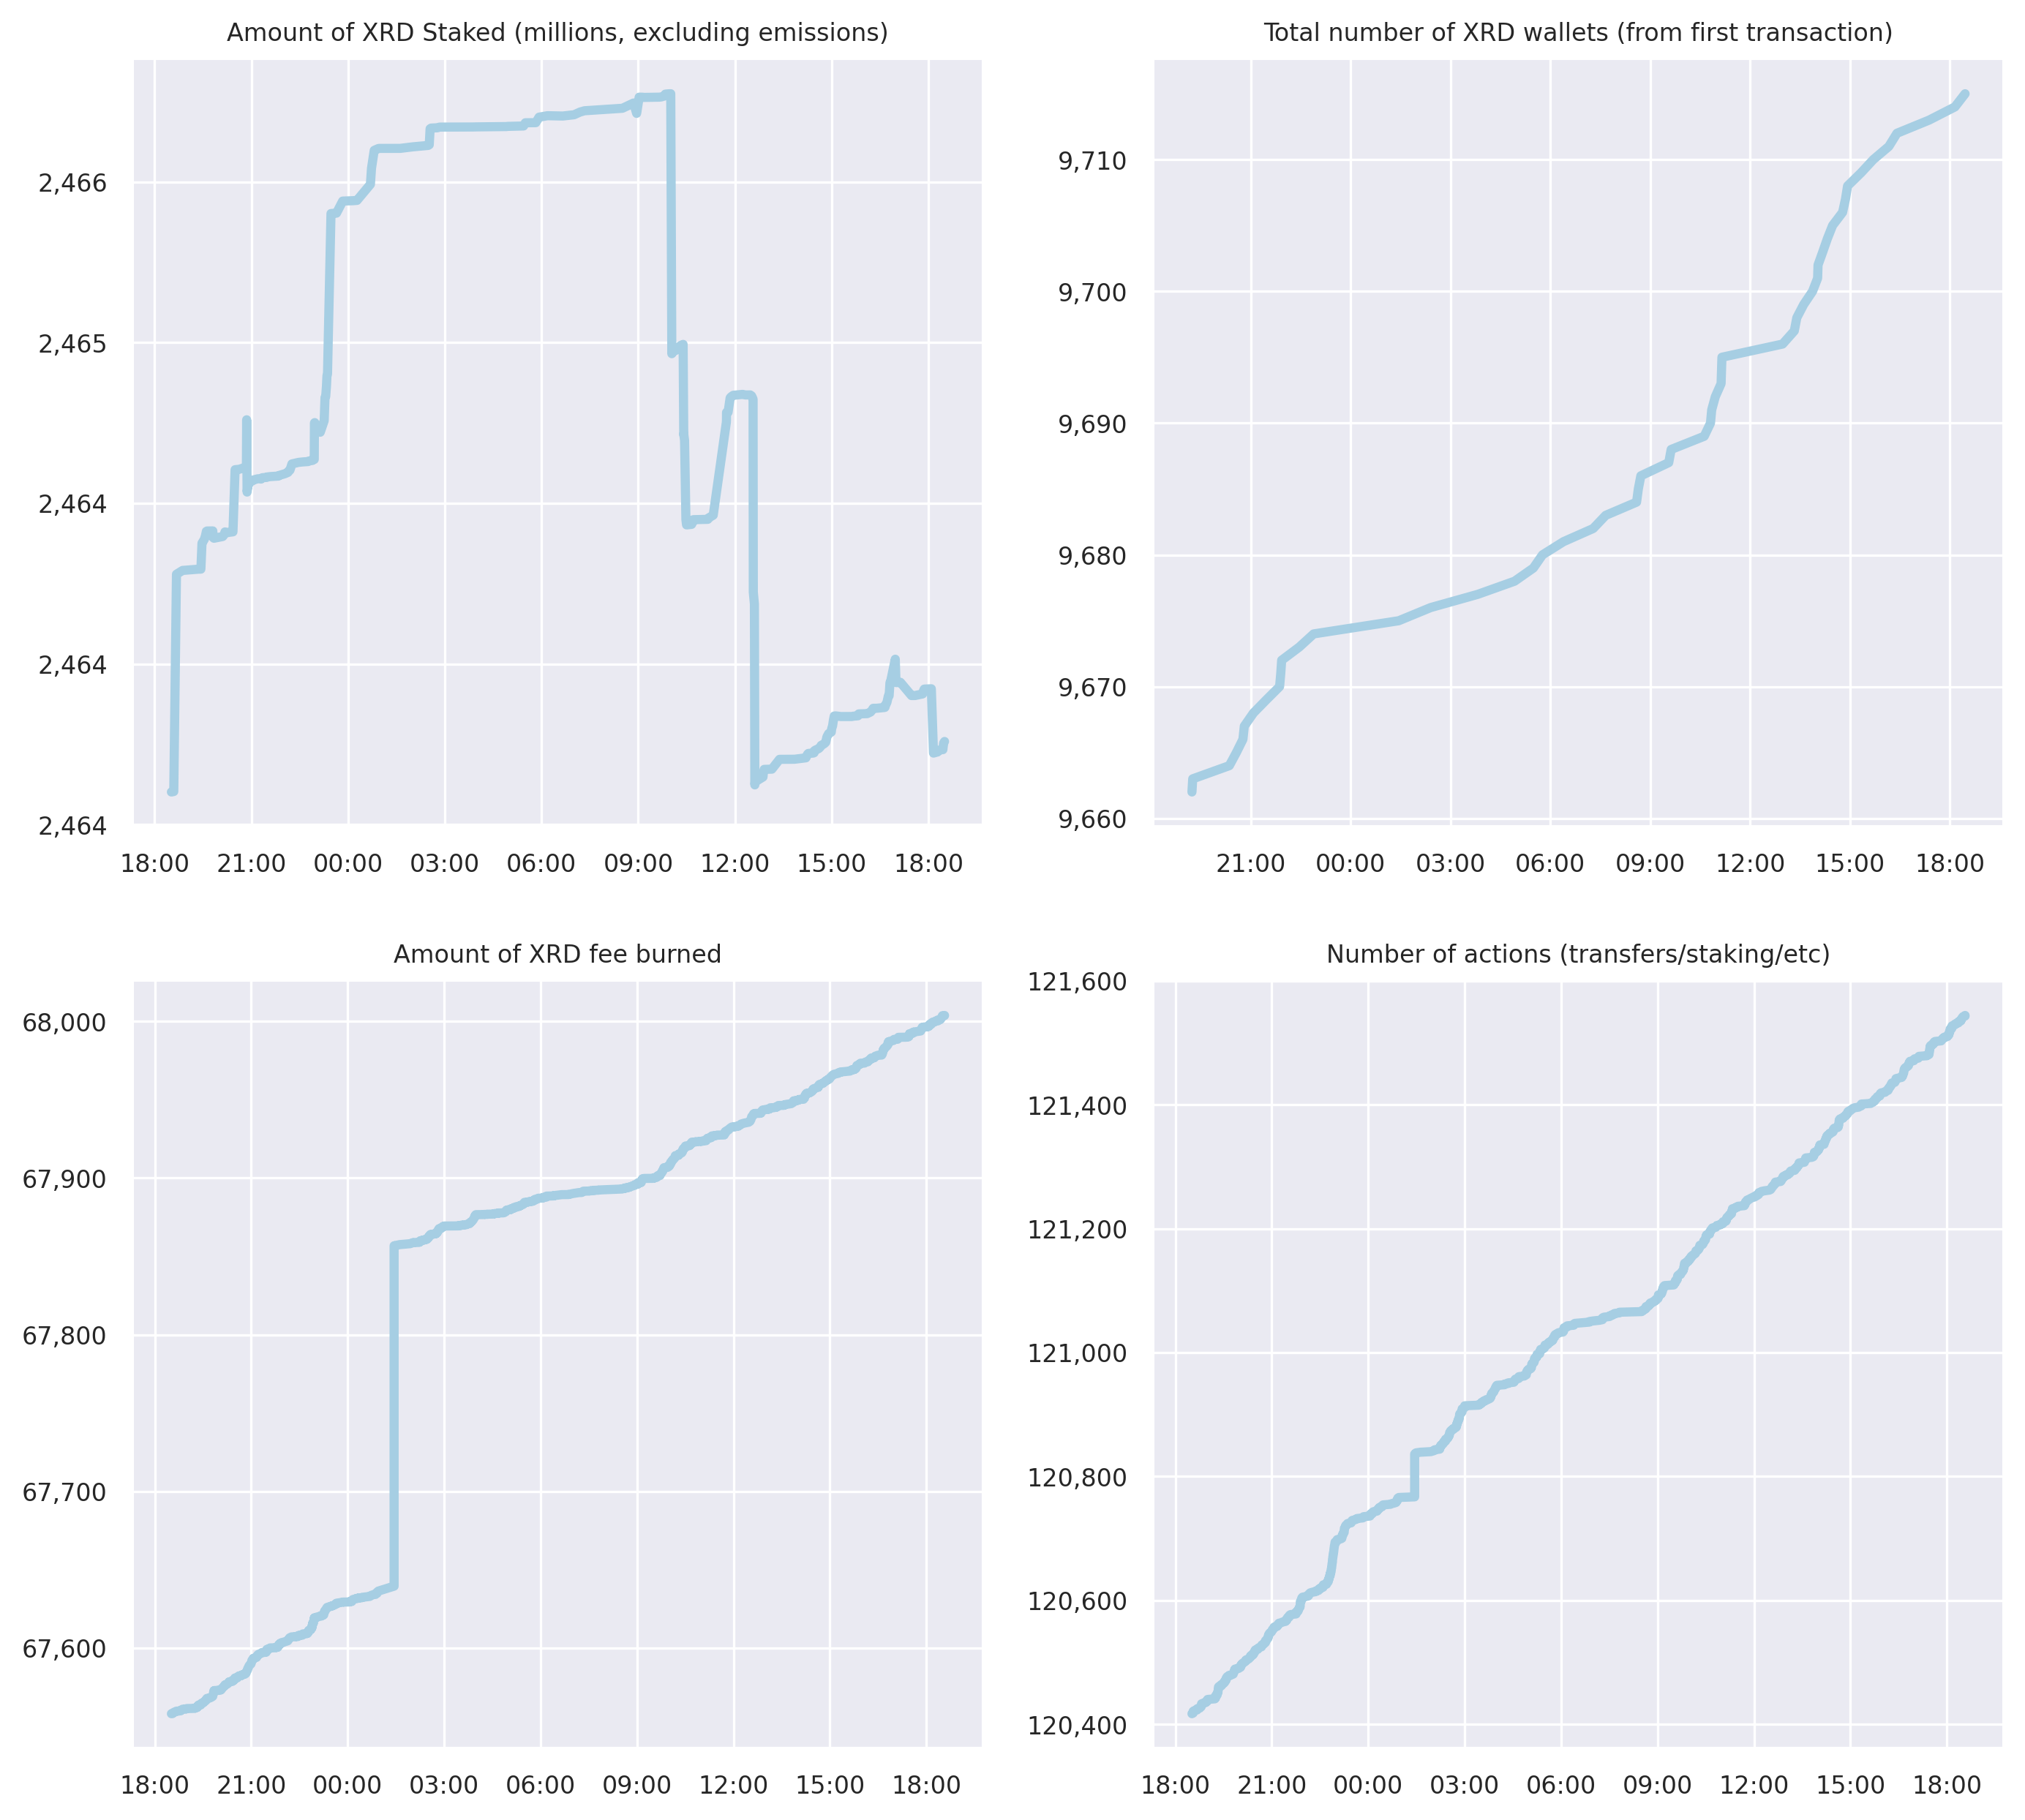 Amount of XRD Staked (millions, excluding emissions)
2,466
2,465
2,464
2,464
2,464
18:00 21:00 00:00 03:00 06:00 09:00 12:00 15:00 18:00
Total number of XRD wallets (from first transaction)
9,710
9,700
9,690
9,680
9,670
9,660
21:00 00:00 03:00 06:00 09:00 12:00 15:00 18:00
Amount of XRD fee burned
68,000
67,900
67,800
67,700
67,600
18:00 21:00 00:00 03:00 06:00 09:00 12:00 15:00 18:00
Number of actions (transfers/staking/etc)
121,600
121,400
121,200
121,000
120,800
120,600
120,400
18:00 21:00 00:00 03:00 06:00 09:00 12:00 15:00 18:00